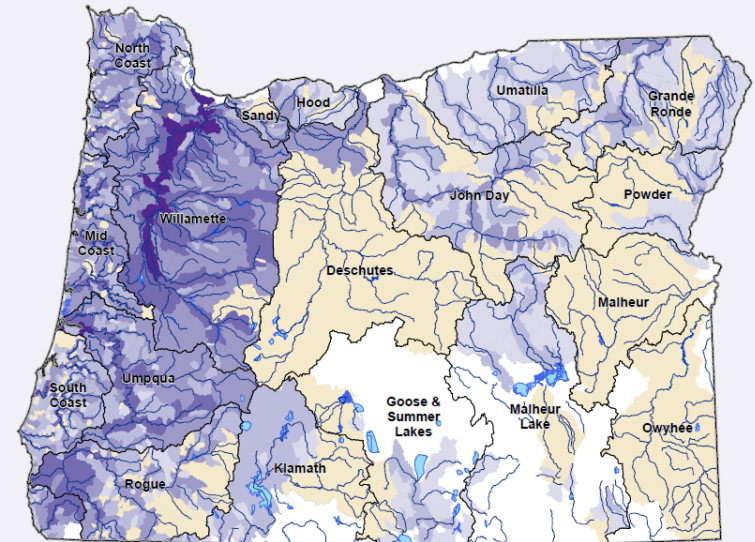 North
Coast
Sandy
Hood
Umatilla
Grande
Ronde
Mid
Coast
Willamette
John Day
Powder
Deschutes
Malheur
South
Coast
Umpqua
Goose &
Summer
Lakes
Malheur
Lake
Owyhee
Rogue
Klamath